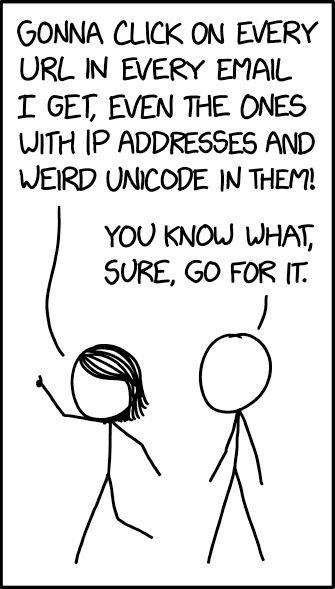 GONNA CLICK ON EVERY
URL IN EVERY EMAIL
I GET, EVEN THE ONES
WITH IP ADDRESSES AND
WEIRD UNICODE IN THEM!
YOU KNOW WHAT,
SURE, GO FOR IT.